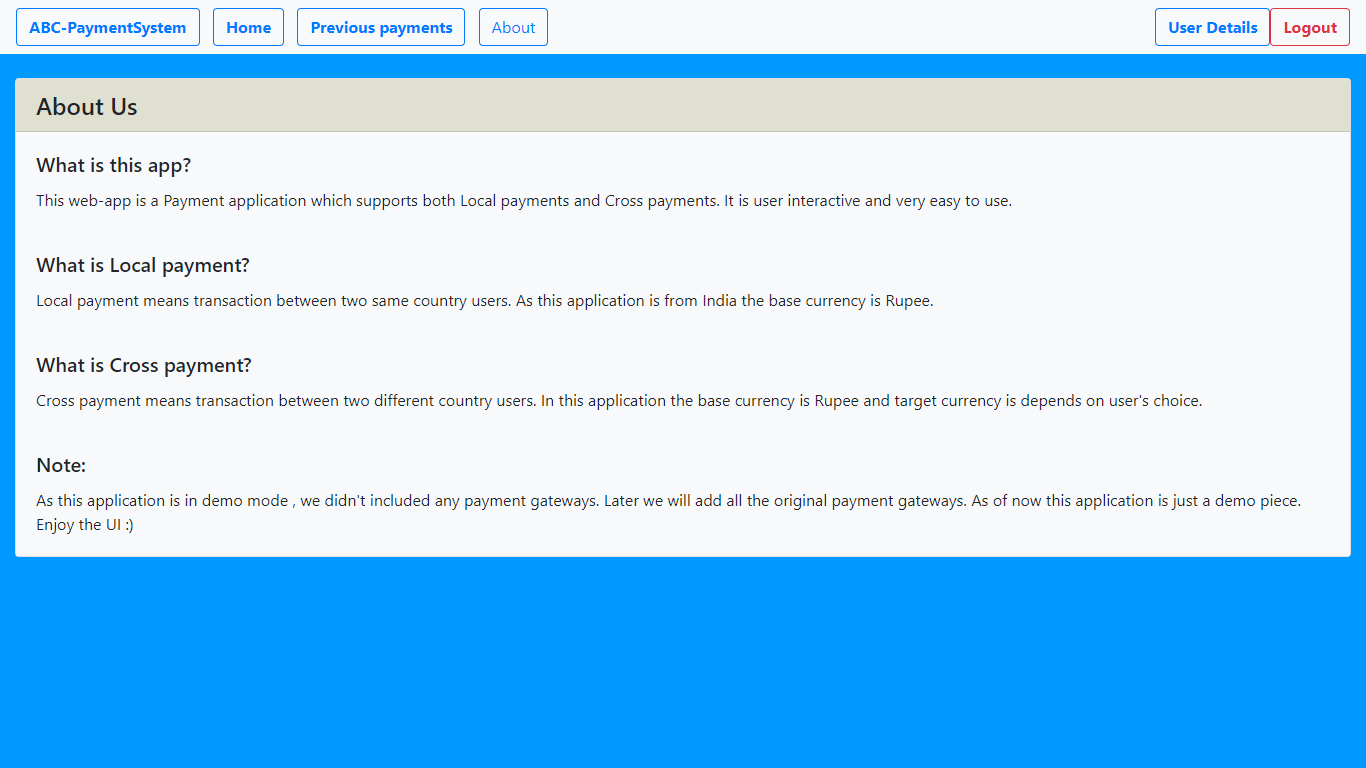 ABC-PaymentSystem Home Previous payments About User Details Logout
About Us
What is this app?
This web-app is a Payment application which supports both Local payments and Cross payments. It is user interactive and very easy to use.
What is Local payment?
Local payment means transaction between two same country users. As this application is from India the base currency is Rupee.
What is Cross payment?
Cross payment means transaction between two different country users. In this application the base currency is Rupee and target currency is depends on user's choice.
Note:
As this application is in demo mode , we didn't included any payment gateways. Later we will add all the original payment gateways. As of now this application is just a demo piece.
Enjoy the UI :)